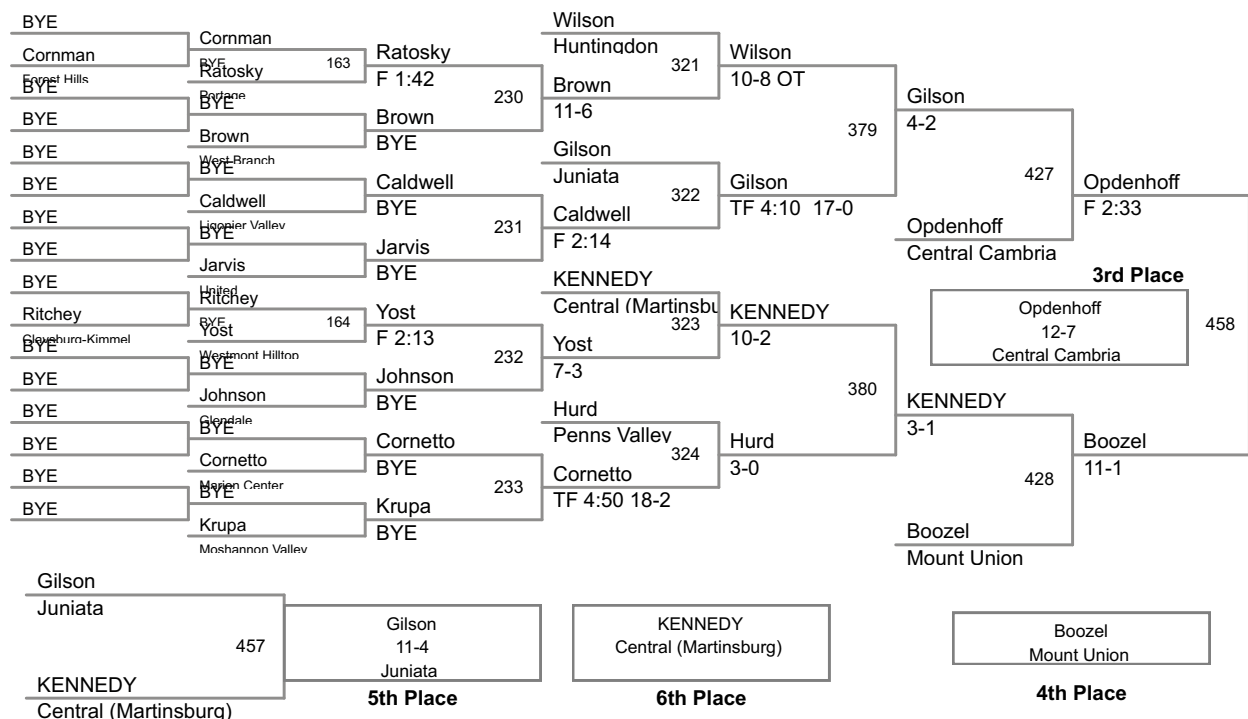 BYE
Cornman
Forest Hills
BYE
BYE
BYE
BYE
BYE
BYE
BYE
Ritchey
Claysburg-Kimmel
BYE
BYE
BYE
BYE
BYE
BYE
Cornman
BYE
163
Ratosky
Portage
BYE
Brown
West Branch
BYE
Caldwell
Ligonier Valley
BYE
Jarvis
United
Ritchey
BYE
164
Yost
Westmont Hilltop
BYE
Johnson
Glendale
BYE
Cornetto
Marion Center
BYE
Krupa
Moshannon Valley
Ratosky
F 1:42
230
Brown
BYE
Caldwell
BYE
231
Jarvis
BYE
Yost
F 2:13
232
Johnson
BYE
Cornetto
BYE
233
Krupa
BYE
Wilson
Huntingdon
321
Brown
11-6
Gilson
Juniata
322
Caldwell
F 2:14
KENNEDY
Central (Martinsbu
323
Yost
7-3
Hurd
Penns Valley
324
Cornetto
TF 4:50 18-2
Wilson
10-8 OT
379
Gilson
TF 4:10 17-0
KENNEDY
10-2
380
Hurd
3-0
Gilson
4-2
427
Opdenhoff
Central Cambria
KENNEDY
3-1
428
Boozel
Mount Union
Opdenhoff
F 2:33
3rd Place
Opdenhoff
12-7
Central Cambria
458
Boozel
11-1
Gilson
Juniata
457
KENNEDY
Central (Martinsburg)
Gilson
11-4
Juniata
5th Place
KENNEDY
Central (Martinsburg)
6th Place
Boozel
Mount Union
4th Place